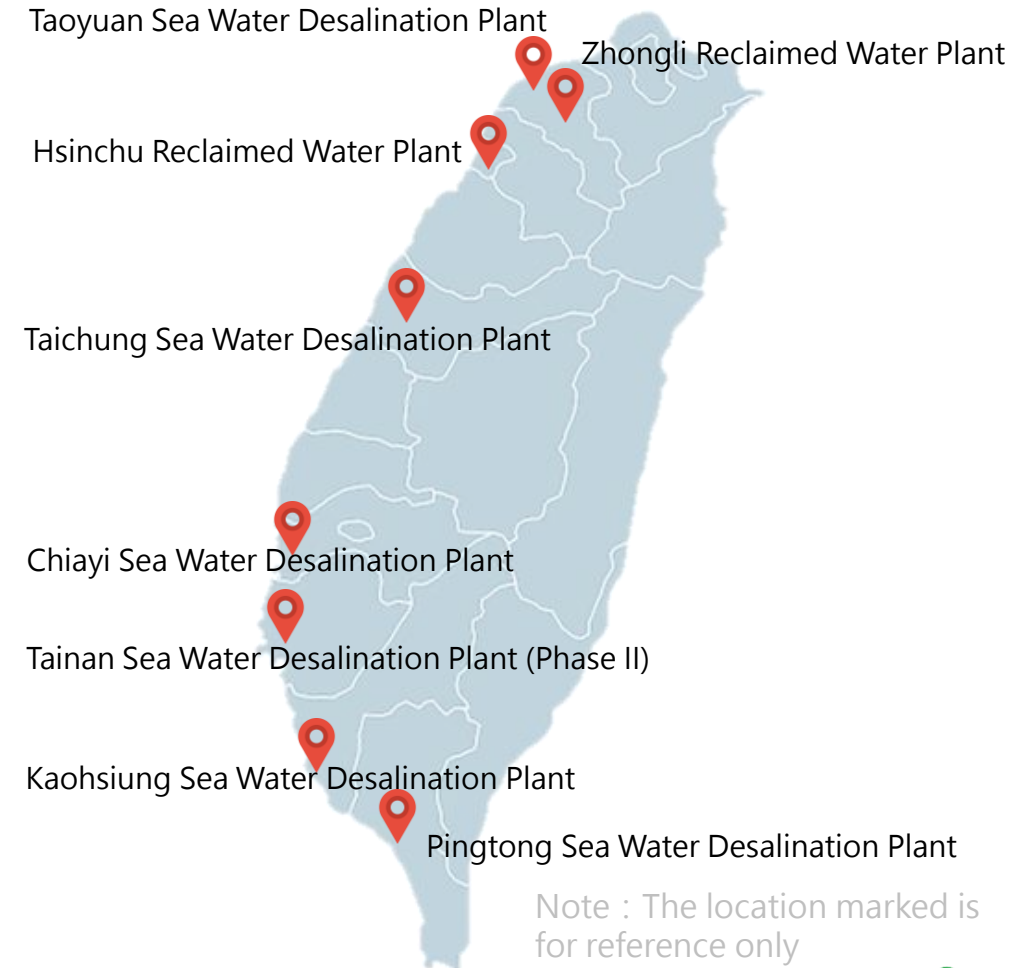 Taoyuan Sea Water Desalination Plant
Zhongli Reclaimed Water Plant
Hsinchu Reclaimed Water Plant
Taichung Sea Water Desalination Plant
Chiayi Sea Water Desalination Plant
Tainan Sea Water Desalination Plant (Phase II)
Kaohsiung Sea Water Desalination Plant
Pingtong Sea Water Desalination Plant
Note：The location marked is
for reference only